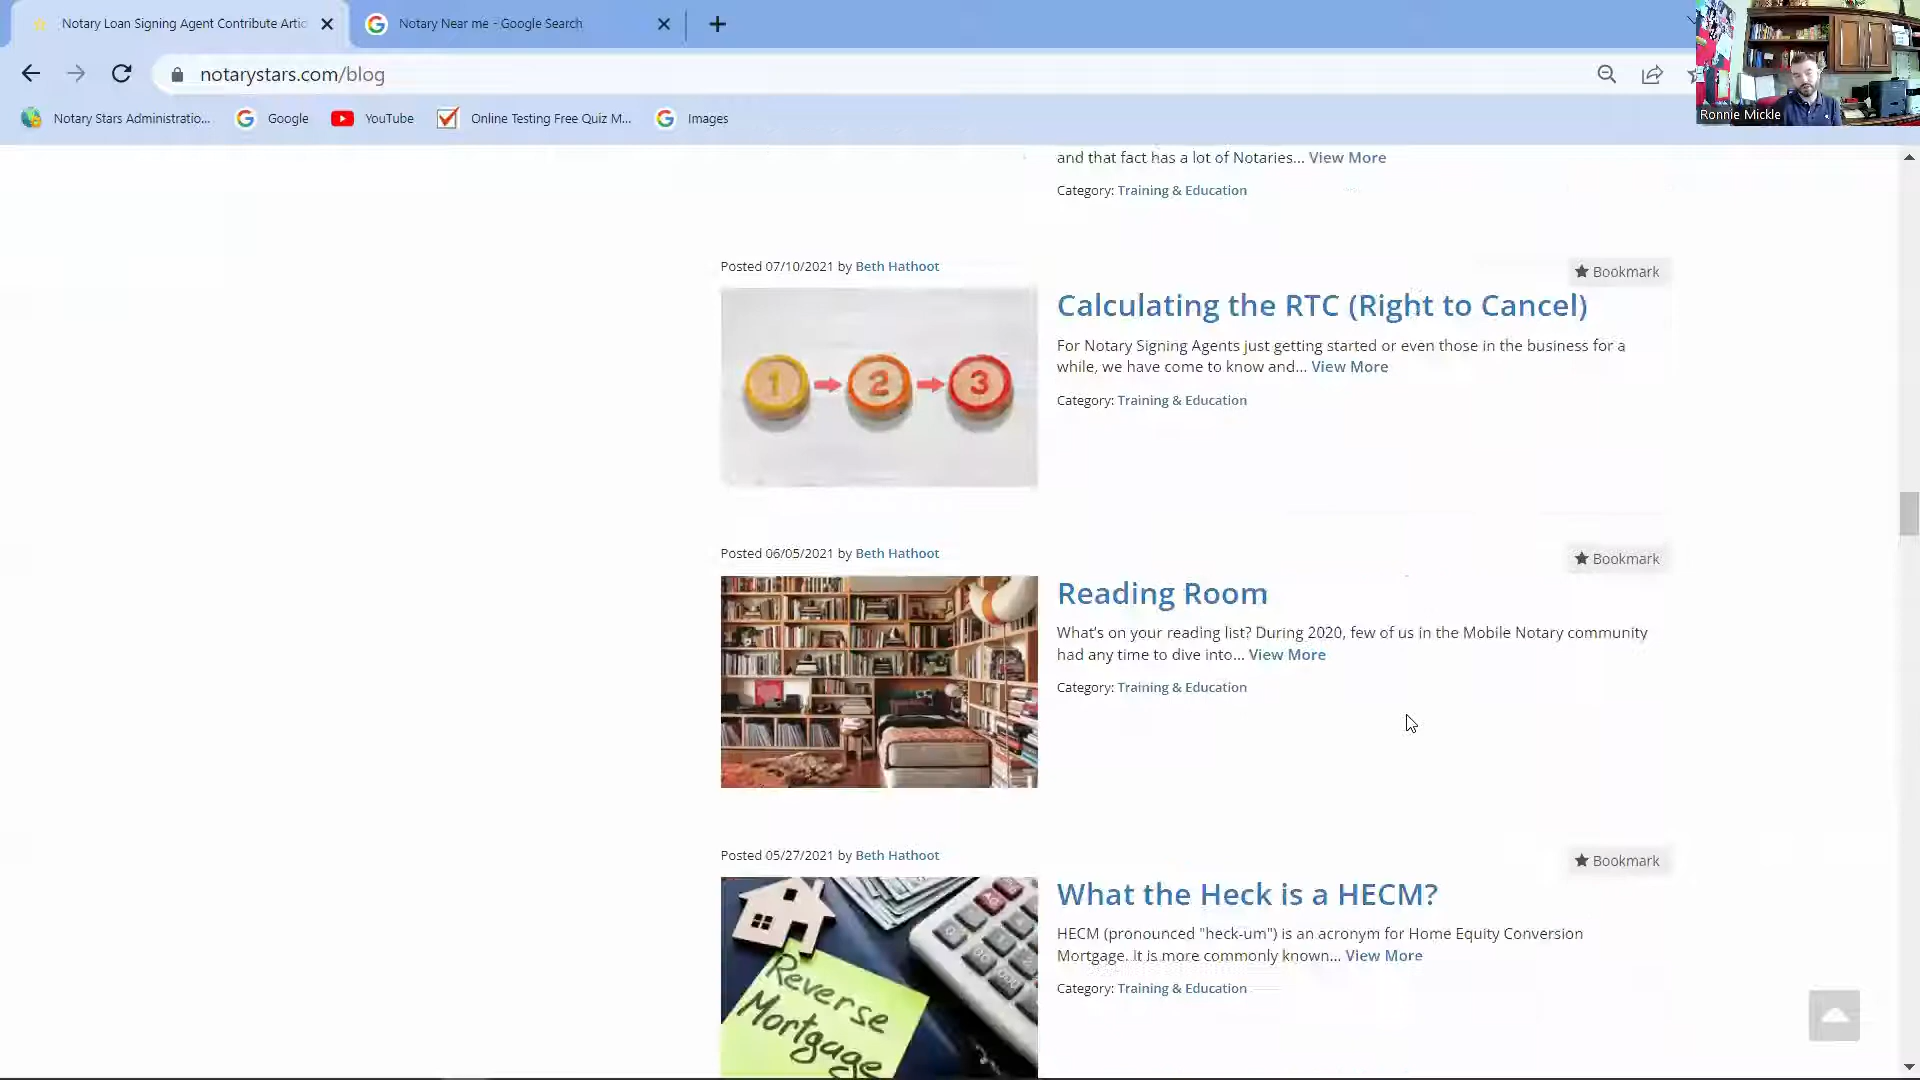 Notary Loan Signing Agent Contribute Artic
Notary Near me - Google Search
notarystars.com/blog
Notary Stars Administratio...
Google
YouTube
Online Testing Free Quiz M...
Images
Ronnie Mickle
and that fact has a lot of Notaries... View More
Category: Training & Education
Posted 07/10/2021 by Beth Hathoot
Bookmark
1 2 3
Calculating the RTC (Right to Cancel)
For Notary Signing Agents just getting started or even those in the business for a
while, we have come to know and... View More
Category: Training & Education
Posted 06/05/2021 by Beth Hathoot
Bookmark
Reading Room
What's on your reading list? During 2020, few of us in the Mobile Notary community
had any time to dive into... View More
Category: Training & Education
Posted 05/27/2021 by Beth Hathoot
Bookmark
What the Heck is a HECM?
HECM (pronounced "heck-um") is an acronym for Home Equity Conversion
Mortgage. It is more commonly known... View More
Category: Training & Education
Reverse
Mortgage